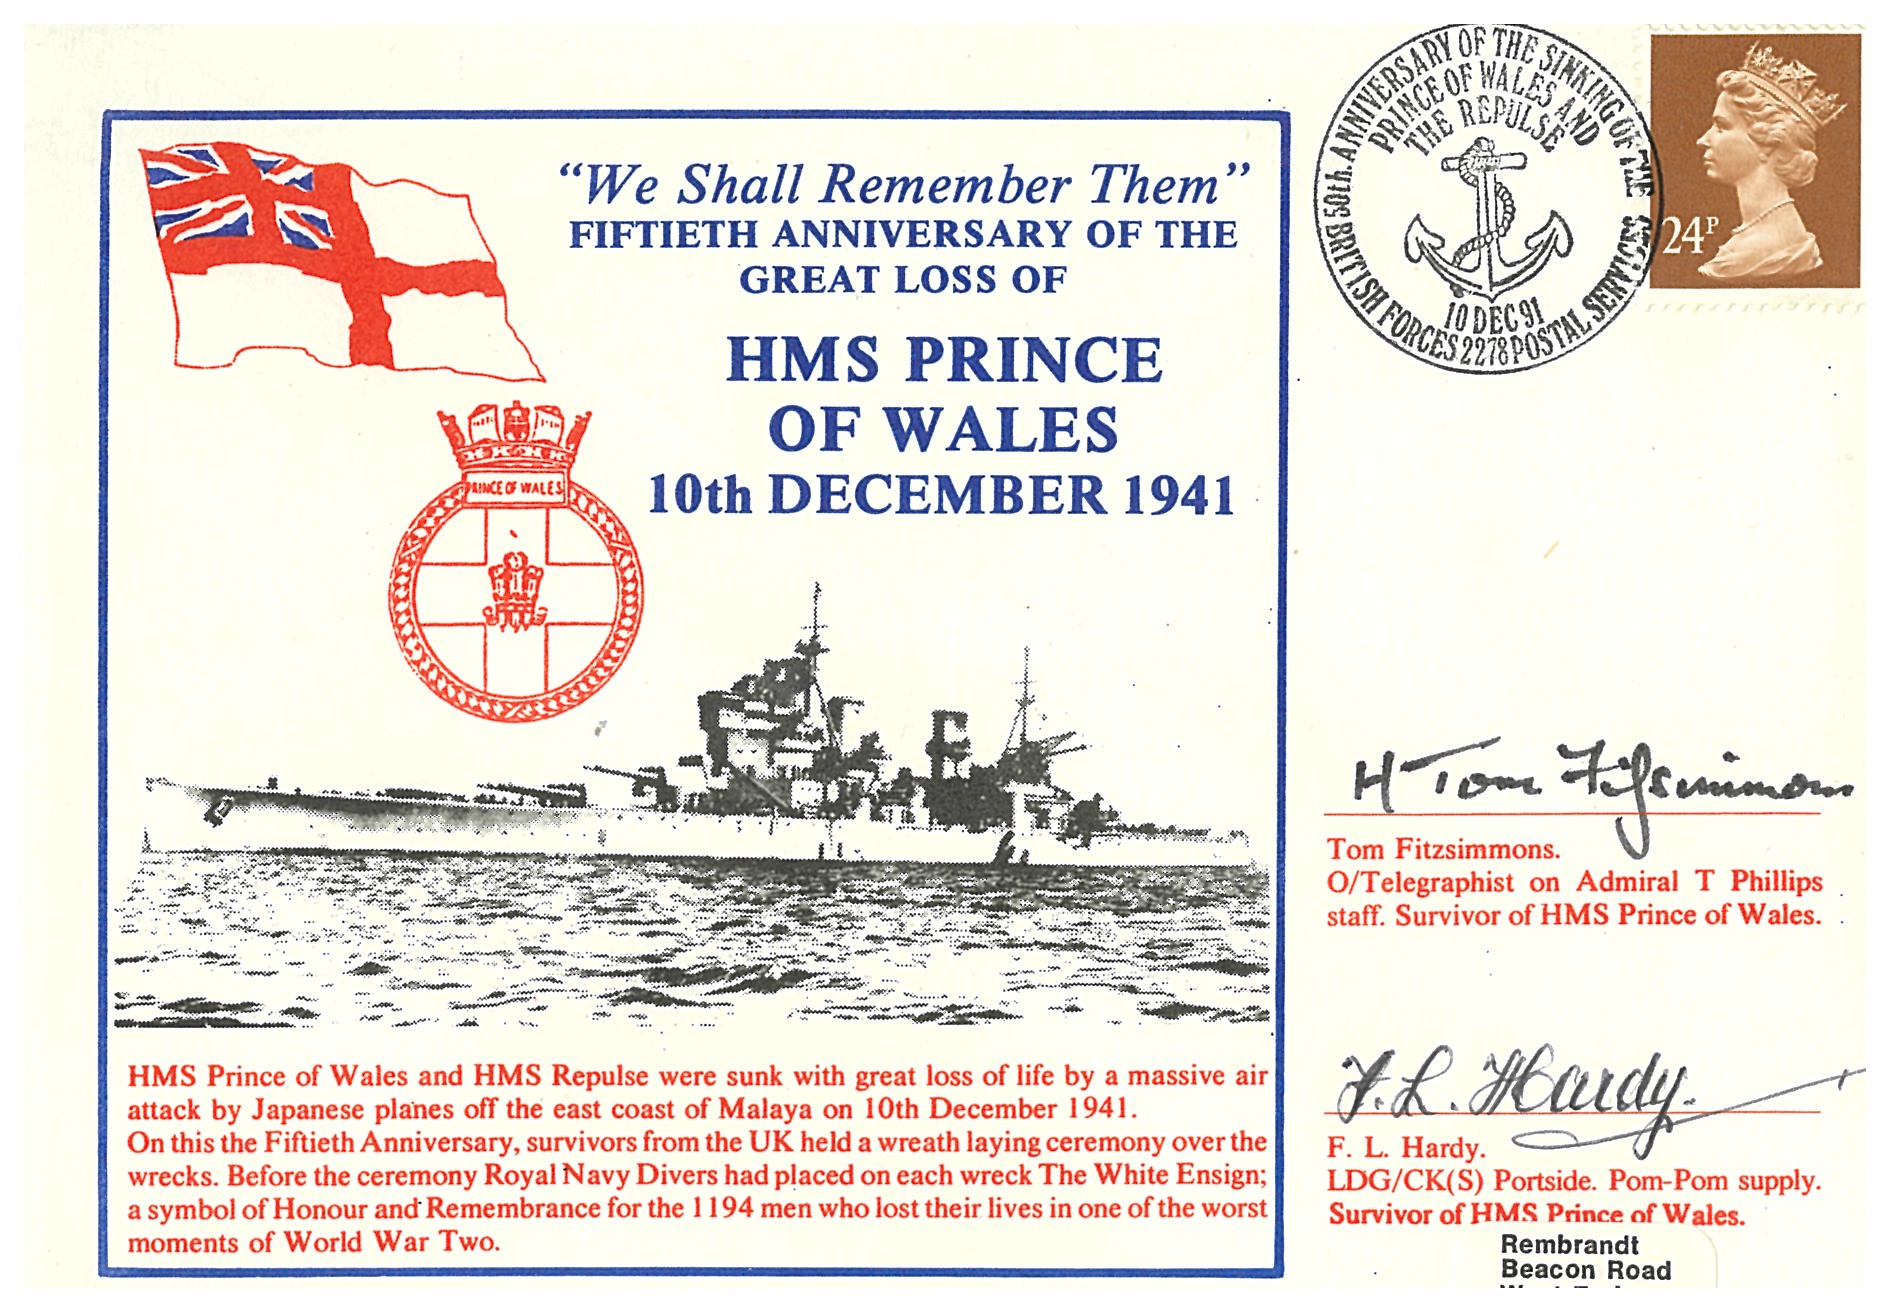 50th. ANNIVERSARY OF THE SINKING OF THE
PRINCE OF WALES AND
THE REPULSE
10 DEC 91
BRITISH FORCES 2278 POSTAL SERVICES
24P
"We Shall Remember Them"
FIFTIETH ANNIVERSARY OF THE
GREAT LOSS OF
HMS PRINCE
OF WALES
10th DECEMBER 1941
PRINCE OF WALES
HMS Prince of Wales and HMS Repulse were sunk with great loss of life by a massive air
attack by Japanese planes off the east coast of Malaya on 10th December 1941.
On this the Fiftieth Anniversary, survivors from the UK held a wreath laying ceremony over the
wrecks. Before the ceremony Royal Navy Divers had placed on each wreck The White Ensign;
a symbol of Honour and Remembrance for the 1194 men who lost their lives in one of the worst
moments of World War Two.
H Tom Fitzsimmons
Tom Fitzsimmons.
O/Telegraphist on Admiral T Phillips
staff. Survivor of HMS Prince of Wales.
F. L. Hardy.
F. L. Hardy.
LDG/CK(S) Portside. Pom-Pom supply.
Survivor of HMS Prince of Wales.
Rembrandt
Beacon Road